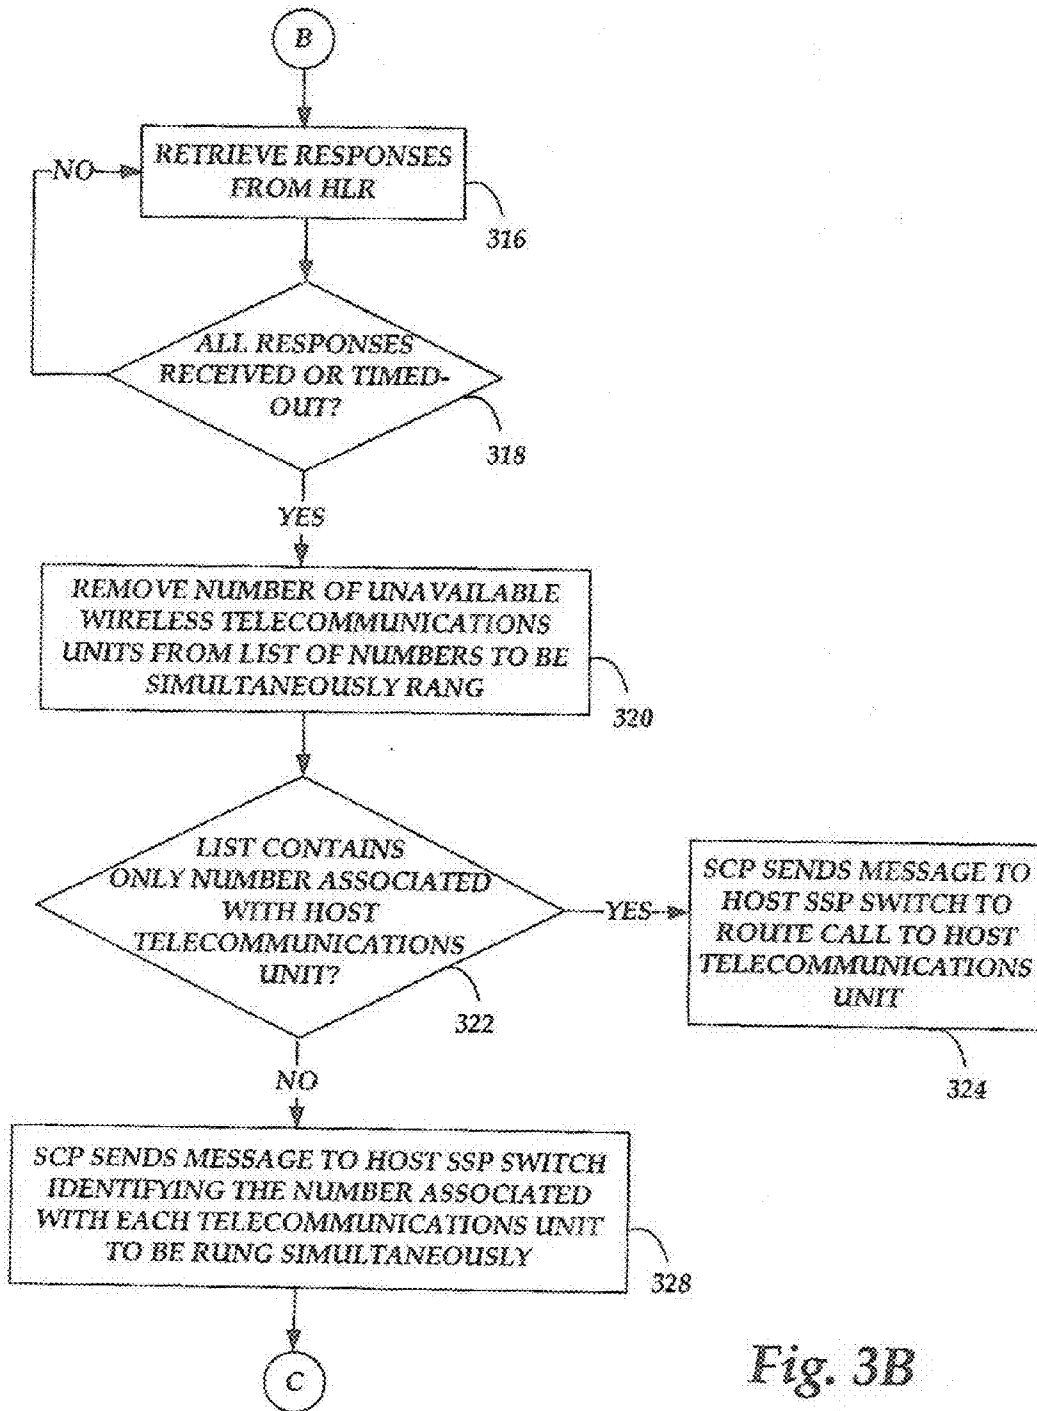 B
RETRIEVE RESPONSES
FROM HLR
NO
316
ALL RESPONSES
RECEIVED OR TIMED-
OUT?
318
YES
REMOVE NUMBER OF UNAVAILABLE
WIRELESS TELECOMMUNICATIONS
UNITS FROM LIST OF NUMBERS TO BE
SIMULTANEOUSLY RANG
320
LIST CONTAINS
ONLY NUMBER ASSOCIATED
WITH HOST
TELECOMMUNICATIONS
UNIT?
322
YES
SCP SENDS MESSAGE TO
HOST SSP SWITCH TO
ROUTE CALL TO HOST
TELECOMMUNICATIONS
UNIT
324
NO
SCP SENDS MESSAGE TO HOST SSP SWITCH
IDENTIFYING THE NUMBER ASSOCIATED
WITH EACH TELECOMMUNICATIONS UNIT
TO BE RUNG SIMULTANEOUSLY
328
C
Fig. 3B